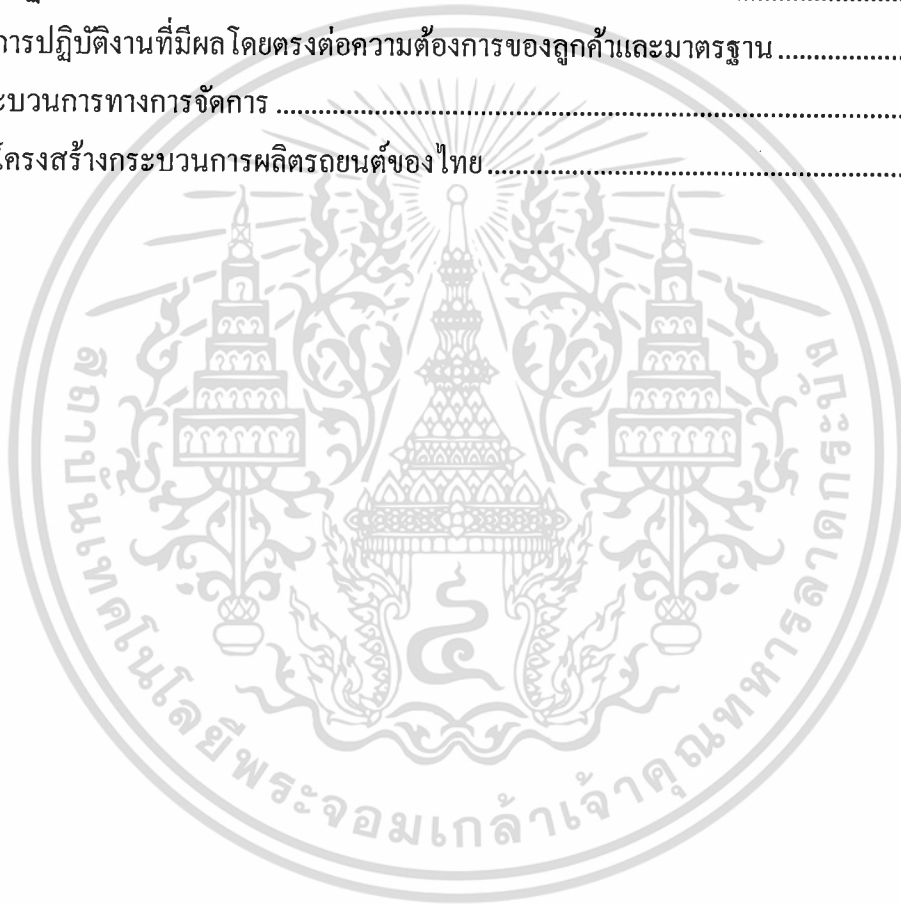 การปฏิบัติงานที่มีผลโดยตรงต่อความต้องการของลูกค้าและมาตรฐาน ..................
ะบวนการทางการจัดการ ..................................................................................
โครงสร้างกระบวนการผลิตรถยนต์ของไทย ........................................................
สถาบันเทคโนโลยีพระจอมเกล้าเจ้าคุณทหารลาดกระบัง